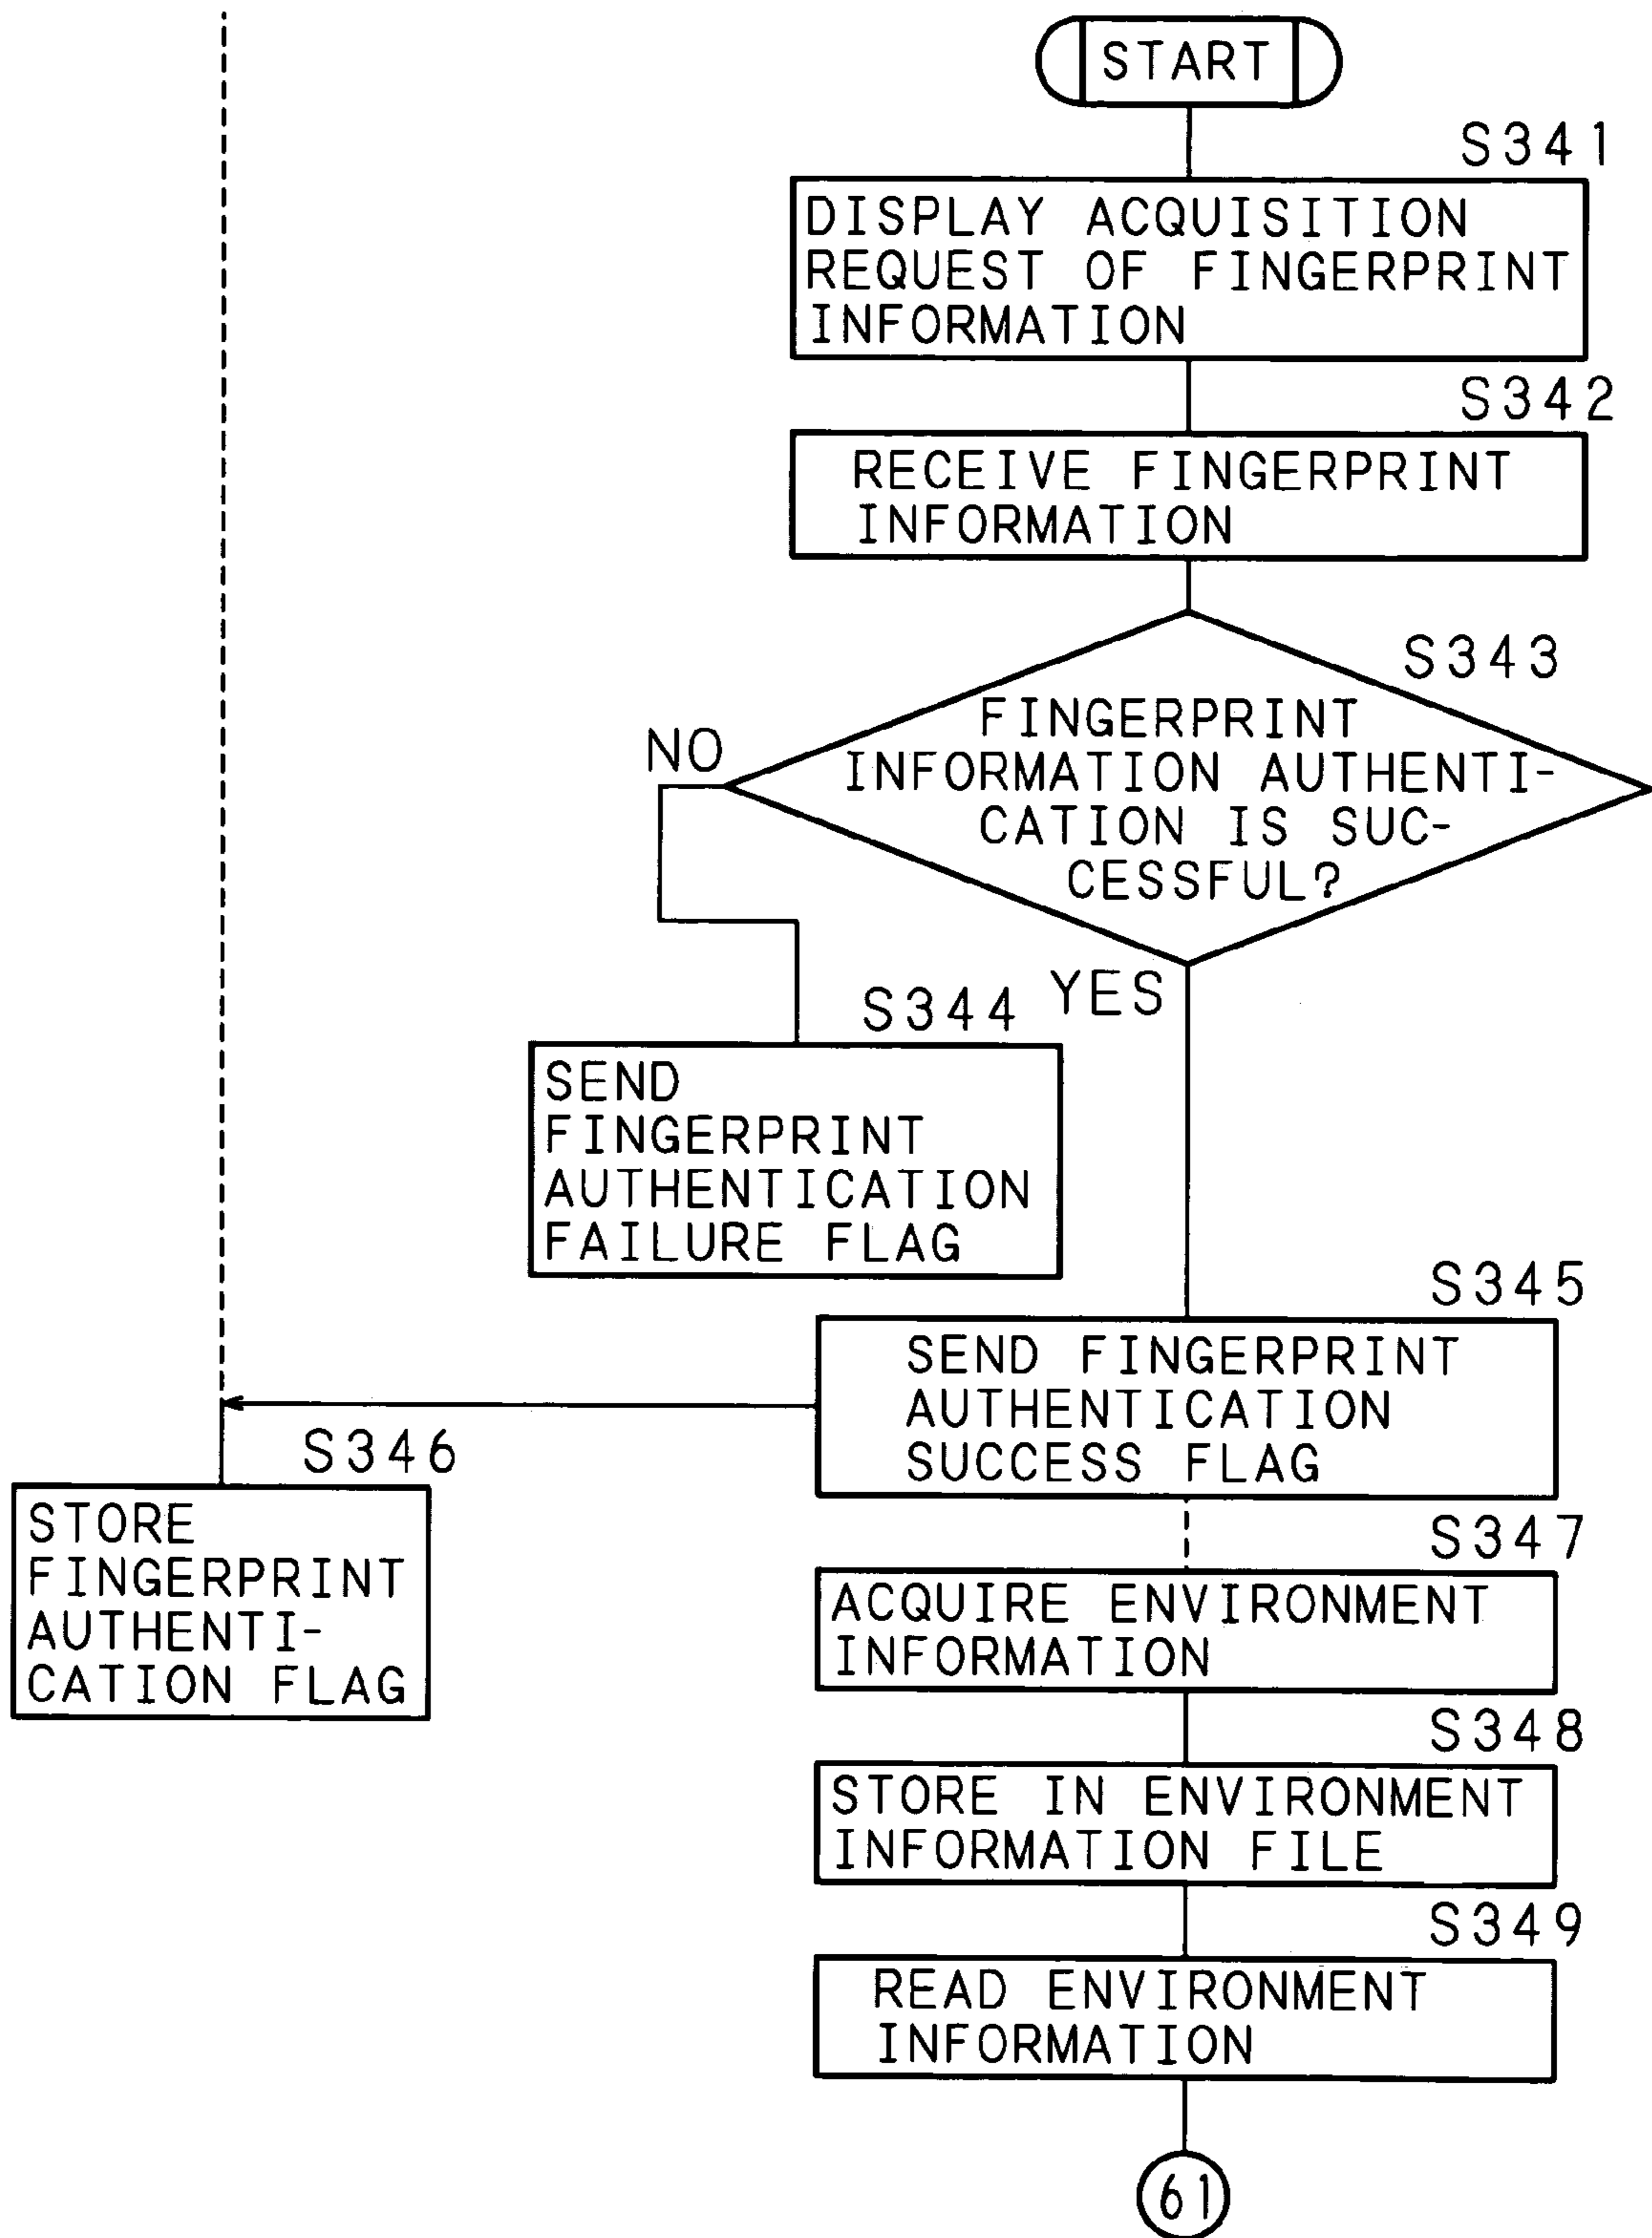 START
S341
DISPLAY ACQUISITION
REQUEST OF FINGERPRINT
INFORMATION
S342
RECEIVE FINGERPRINT
INFORMATION
S343
FINGERPRINT
INFORMATION AUTHENTI-
CATION IS SUC-
CESSFUL?
NO
YES
S344
SEND
FINGERPRINT
AUTHENTICATION
FAILURE FLAG
S345
SEND FINGERPRINT
AUTHENTICATION
SUCCESS FLAG
S346
STORE
FINGERPRINT
AUTHENTI-
CATION FLAG
S347
ACQUIRE ENVIRONMENT
INFORMATION
S348
STORE IN ENVIRONMENT
INFORMATION FILE
S349
READ ENVIRONMENT
INFORMATION
61